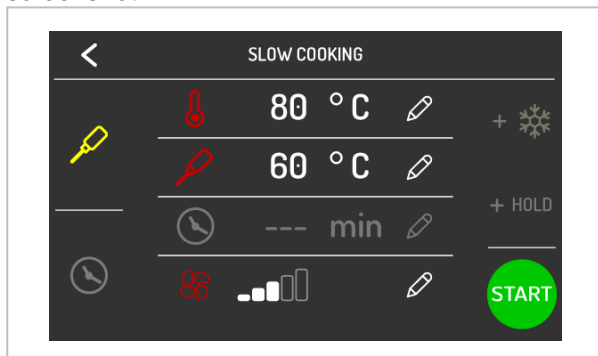 SLOW COOKING
80 °C
60 °C
--- min
+
+ HOLD
START